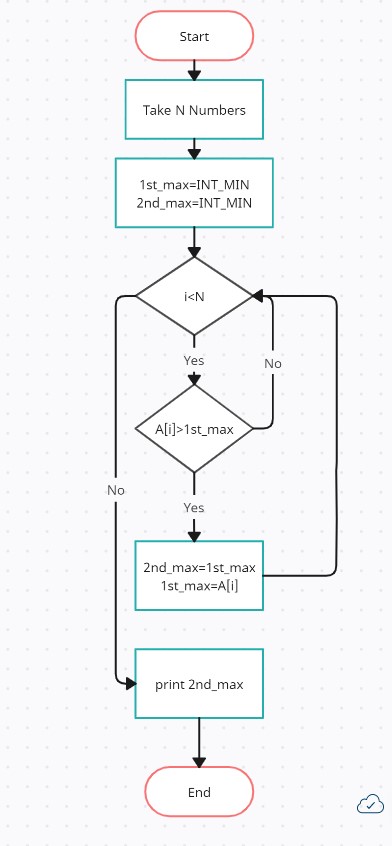 Start
Take N Numbers
1st_max=INT_MIN
2nd_max=INT_MIN
i<N
Yes
No
A[i]>1st_max
No
Yes
2nd_max=1st_max
1st_max=A[i]
print 2nd_max
End